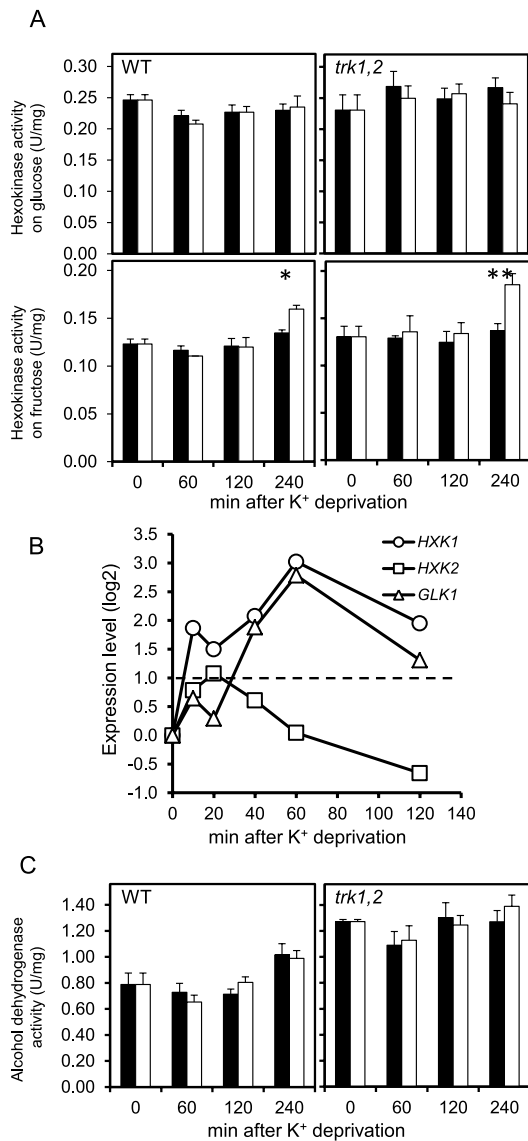 A
WT
trk1,2
Hexokinase activity
on glucose (U/mg)
0.30
0.25
0.20
0.15
0.10
0.05
0.00
Hexokinase activity
on fructose (U/mg)
0.20
0.15
0.10
0.05
0.00
*
**
0 60 120 240 0 60 120 240
min after K⁺ deprivation
B
Expression level (log2)
3.5
3.0
2.5
2.0
1.5
1.0
0.5
0.0
-0.5
-1.0
HXK1
HXK2
GLK1
0 20 40 60 80 100 120 140
min after K⁺ deprivation
C
WT
trk1,2
Alcohol dehydrogenase
activity (U/mg)
1.40
1.20
1.00
0.80
0.60
0.40
0.20
0.00
0 60 120 240 0 60 120 240
min after K⁺ deprivation